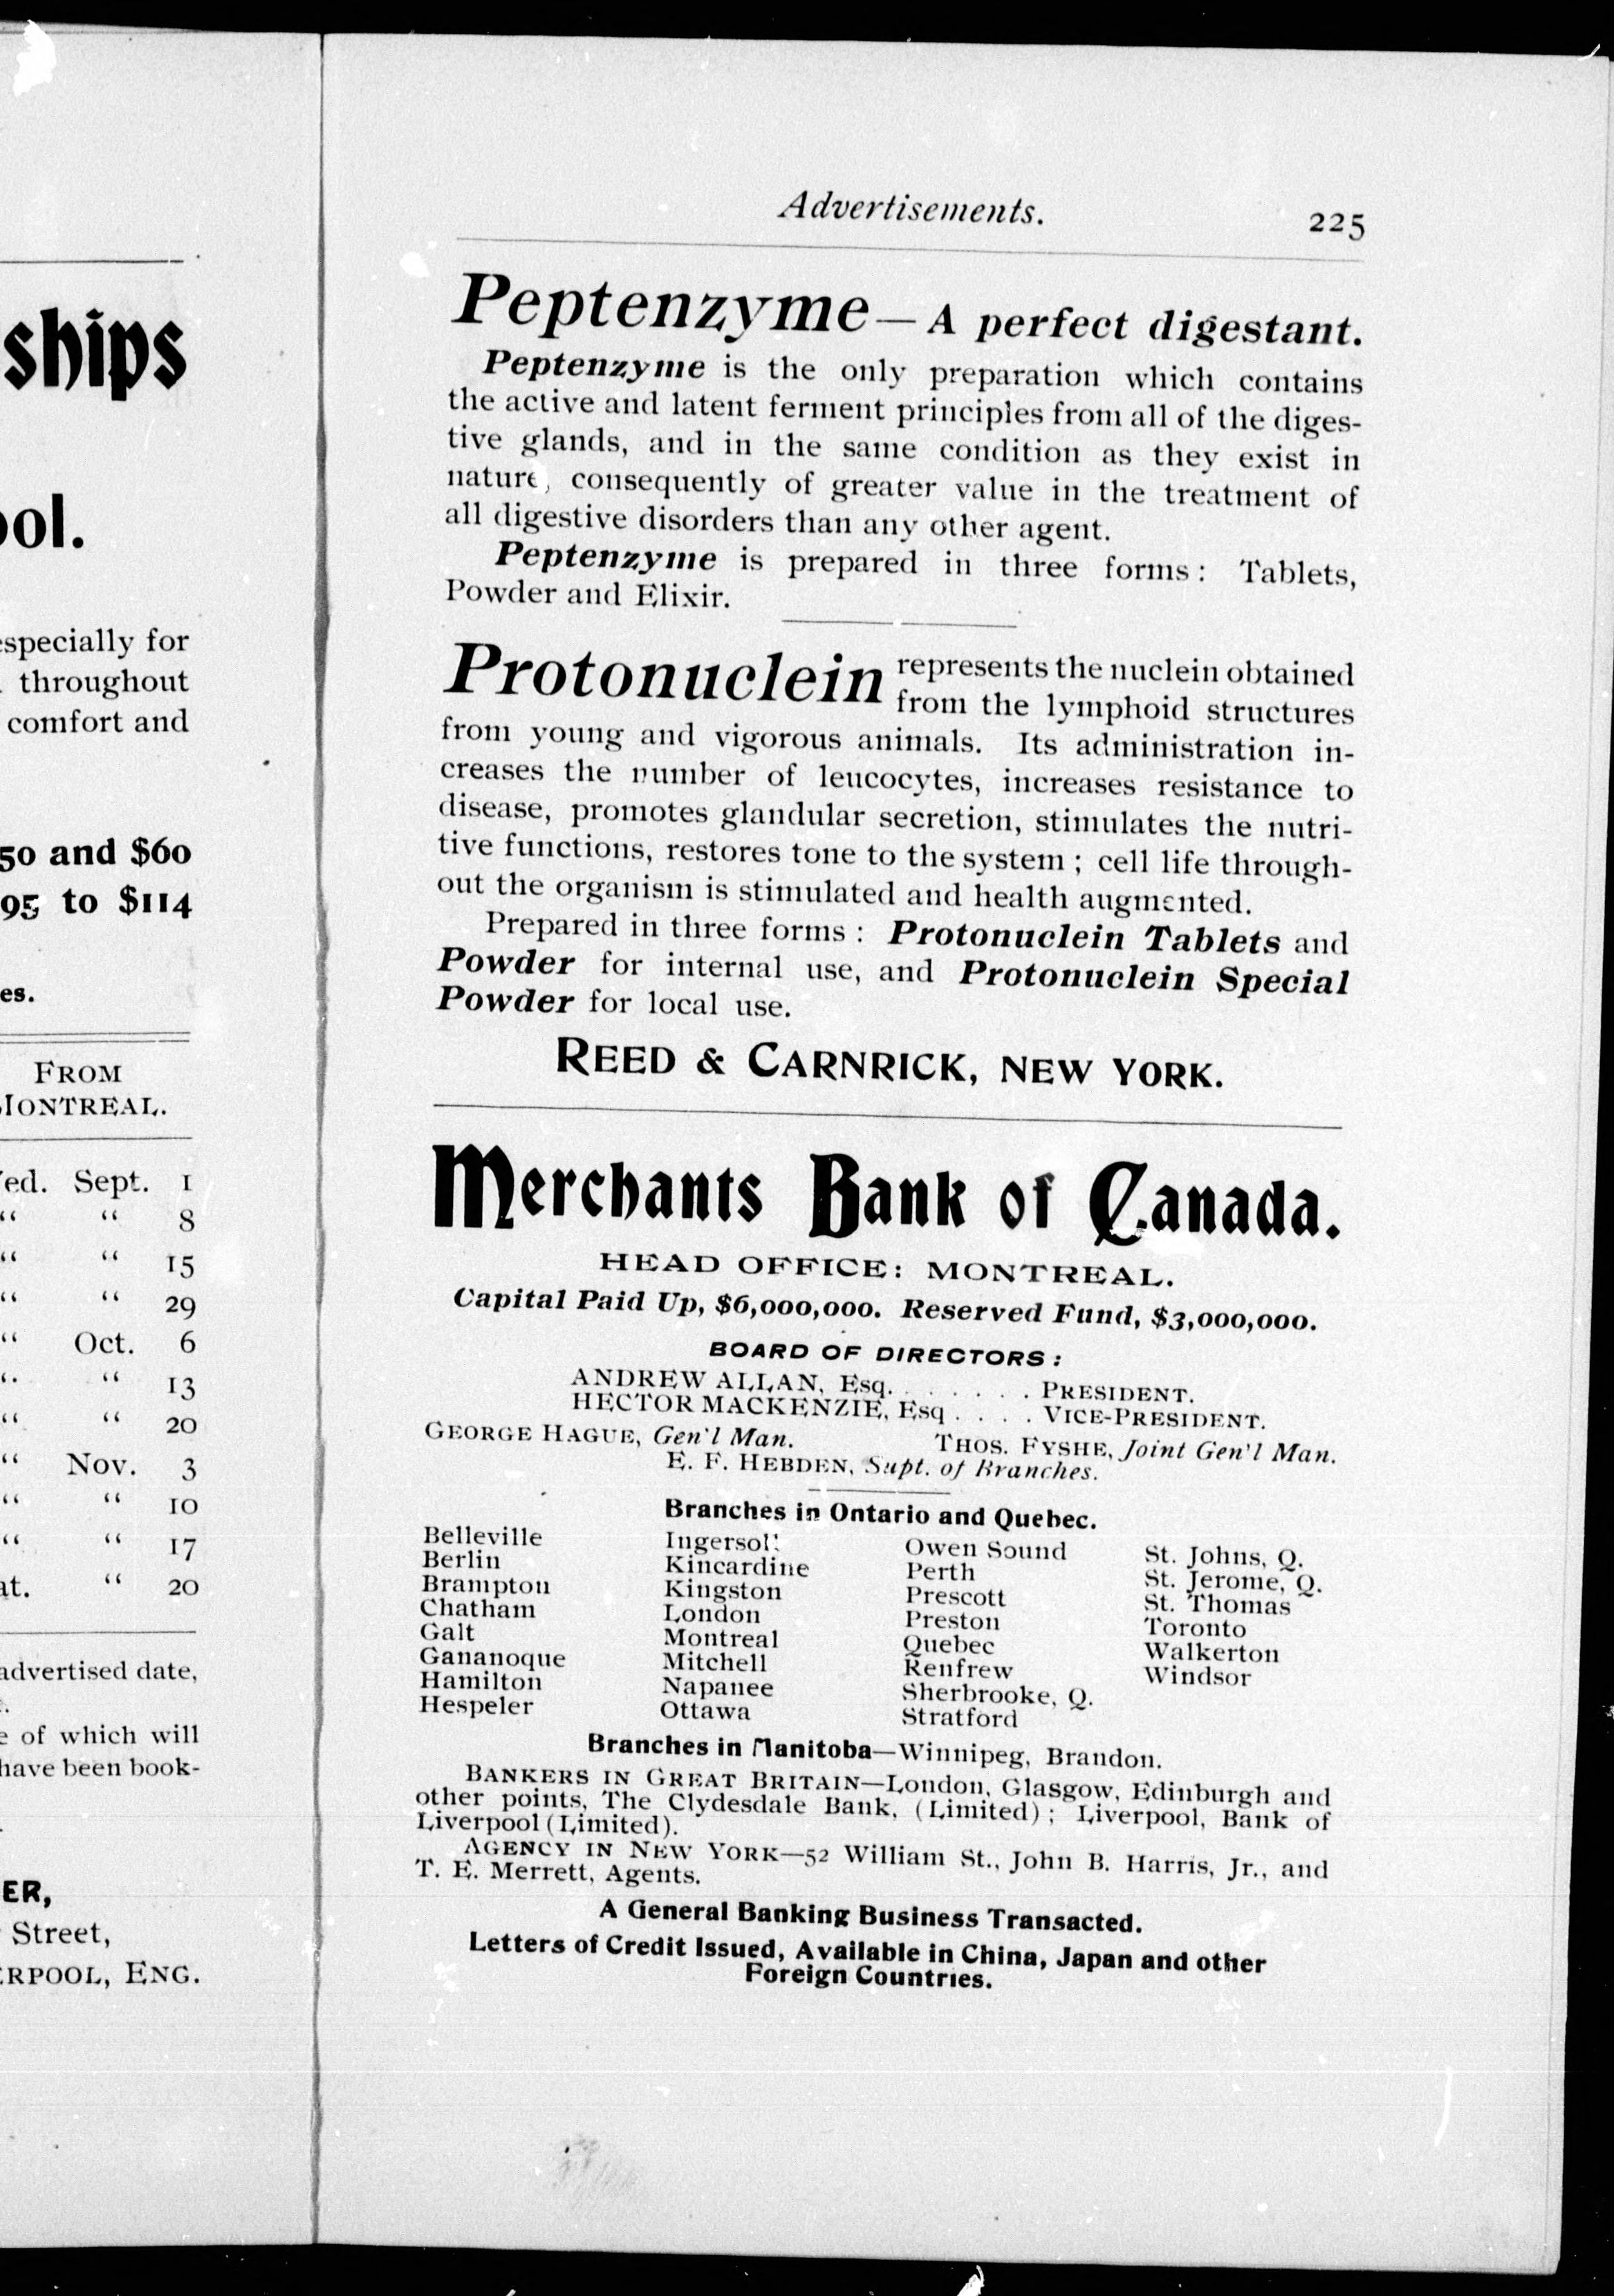 ships
ool.
especially for
throughout
comfort and
50 and $60
95 to $114
es.
FROM
MONTREAL.
Wed. Sept. 1
“ “ 8
“ “ 15
“ “ 29
“ Oct. 6
“ “ 13
“ “ 20
“ Nov. 3
“ “ 10
“ “ 17
at. “ 20
advertised date,
e of which will
have been book-
ER,
Street,
ERPOOL, ENG.
Advertisements. 225
Peptenzyme—A perfect digestant.
Peptenzyme is the only preparation which contains
the active and latent ferment principles from all of the diges-
tive glands, and in the same condition as they exist in
nature, consequently of greater value in the treatment of
all digestive disorders than any other agent.
Peptenzyme is prepared in three forms: Tablets,
Powder and Elixir.
Protonuclein represents the nuclein obtained
from the lymphoid structures
from young and vigorous animals. Its administration in-
creases the number of leucocytes, increases resistance to
disease, promotes glandular secretion, stimulates the nutri-
tive functions, restores tone to the system; cell life through-
out the organism is stimulated and health augmented.
Prepared in three forms: Protonuclein Tablets and
Powder for internal use, and Protonuclein Special
Powder for local use.
REED & CARNRICK, NEW YORK.
Merchants Bank of Canada.
HEAD OFFICE: MONTREAL.
Capital Paid Up, $6,000,000. Reserved Fund, $3,000,000.
BOARD OF DIRECTORS:
ANDREW ALLAN, Esq. . . . . . . PRESIDENT.
HECTOR MACKENZIE, Esq . . . . VICE-PRESIDENT.
GEORGE HAGUE, Gen'l Man. THOS. FYSHE, Joint Gen'l Man.
E. F. HEBDEN, Supt. of Branches.
Branches in Ontario and Quebec.
Belleville Ingersoll Owen Sound St. Johns, Q.
Berlin Kincardine Perth St. Jerome, Q.
Brampton Kingston Prescott St. Thomas
Chatham London Preston Toronto
Galt Montreal Quebec Walkerton
Gananoque Mitchell Renfrew Windsor
Hamilton Napanee Sherbrooke, Q.
Hespeler Ottawa Stratford
Branches in Manitoba—Winnipeg, Brandon.
BANKERS IN GREAT BRITAIN—London, Glasgow, Edinburgh and
other points, The Clydesdale Bank, (Limited); Liverpool, Bank of
Liverpool (Limited).
AGENCY IN NEW YORK—52 William St., John B. Harris, Jr., and
T. E. Merrett, Agents.
A General Banking Business Transacted.
Letters of Credit Issued, Available in China, Japan and other
Foreign Countries.